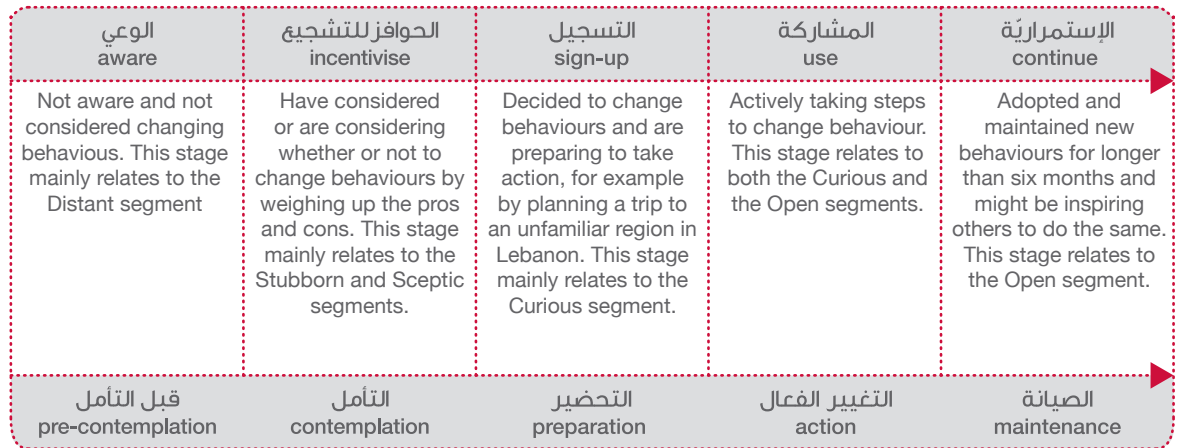 الوعي
aware
الحوافز للتشجيع
incentivise
التسجيل
sign-up
المشاركة
use
الإستمراريّة
continue
Not aware and not
considered changing
behavious. This stage
mainly relates to the
Distant segment
Have considered
or are considering
whether or not to
change behaviours by
weighing up the pros
and cons. This stage
mainly relates to the
Stubborn and Sceptic
segments.
Decided to change
behaviours and are
preparing to take
action, for example
by planning a trip to
an unfamiliar region in
Lebanon. This stage
mainly relates to the
Curious segment.
Actively taking steps
to change behaviour.
This stage relates to
both the Curious and
the Open segments.
Adopted and
maintained new
behaviours for longer
than six months and
might be inspiring
others to do the same.
This stage relates to
the Open segment.
قبل التأمل
pre-contemplation
التأمل
contemplation
التحضير
preparation
التغيير الفعال
action
الصيانة
maintenance